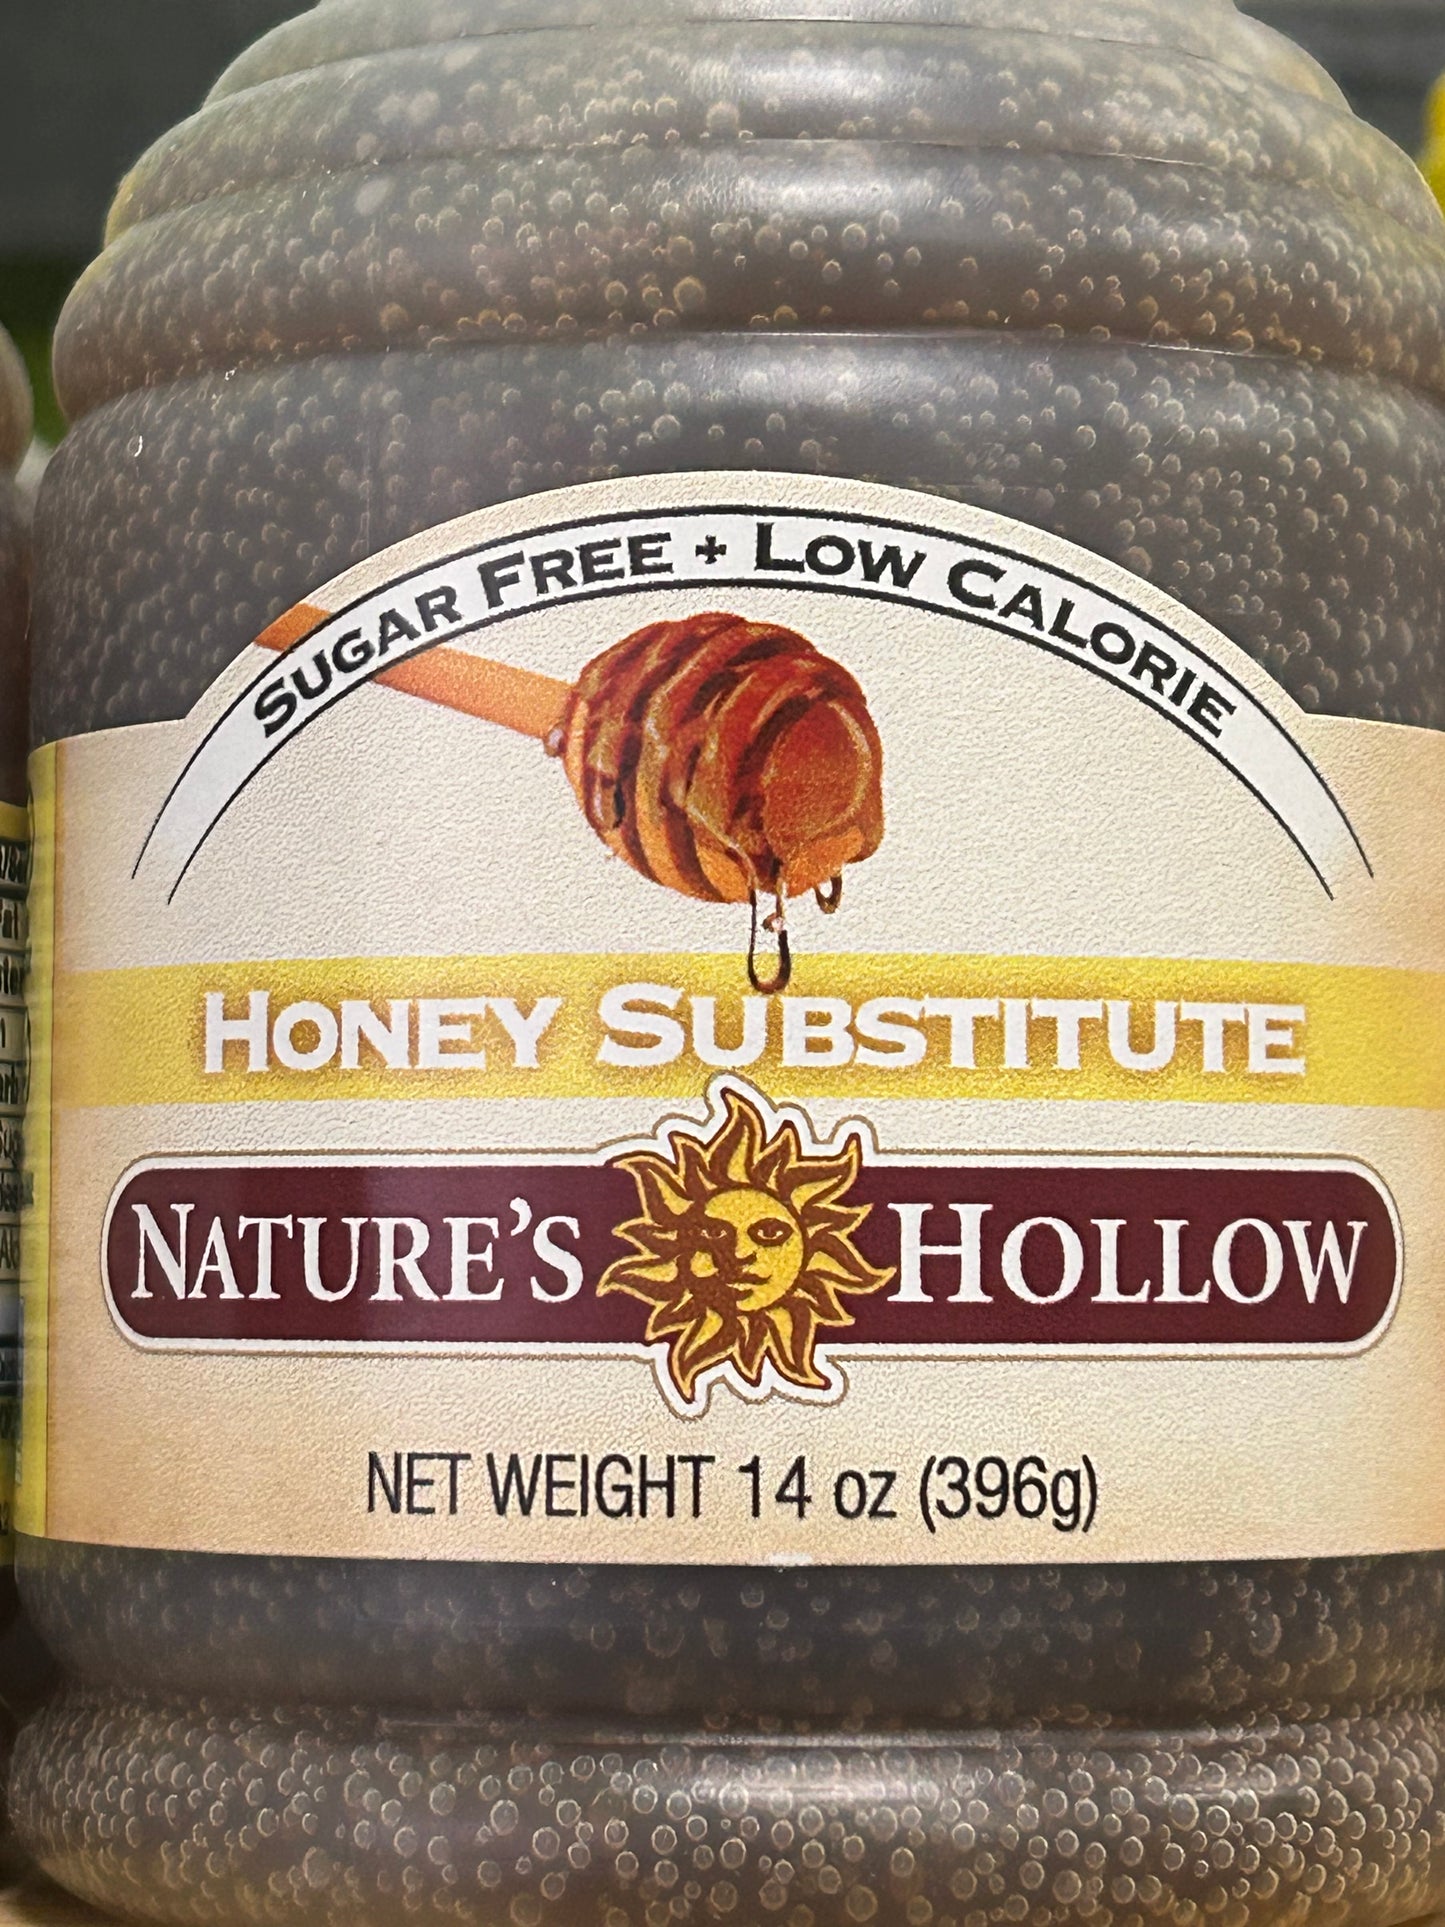 SUGAR FREE + LOW CALORIE
HONEY SUBSTITUTE
NATURE'S HOLLOW
NET WEIGHT 14 oz (396g)